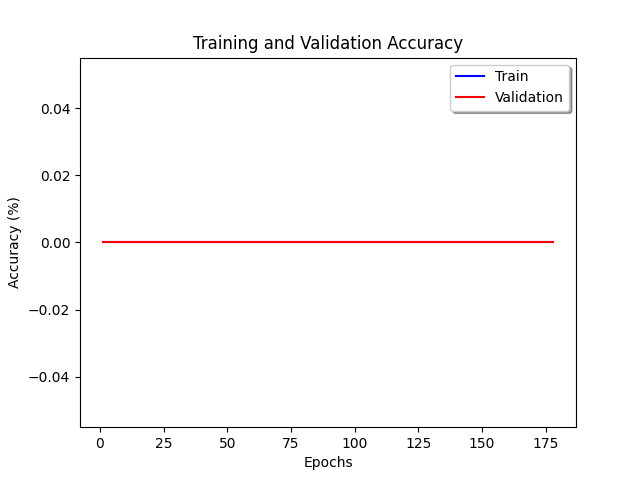 Training and Validation Accuracy
Train
Validation
0.04
0.02
0.00
−0.02
−0.04
Accuracy (%)
0 25 50 75 100 125 150 175
Epochs